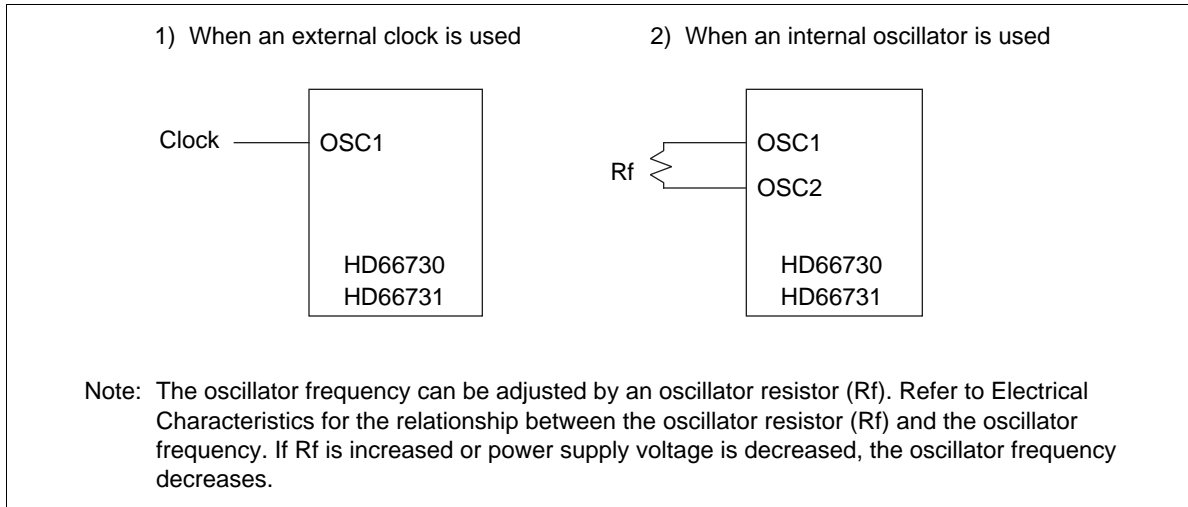 1) When an external clock is used
Clock
OSC1
HD66730
HD66731
2) When an internal oscillator is used
Rf
OSC1
OSC2
HD66730
HD66731
Note: The oscillator frequency can be adjusted by an oscillator resistor (Rf). Refer to Electrical
Characteristics for the relationship between the oscillator resistor (Rf) and the oscillator
frequency. If Rf is increased or power supply voltage is decreased, the oscillator frequency
decreases.